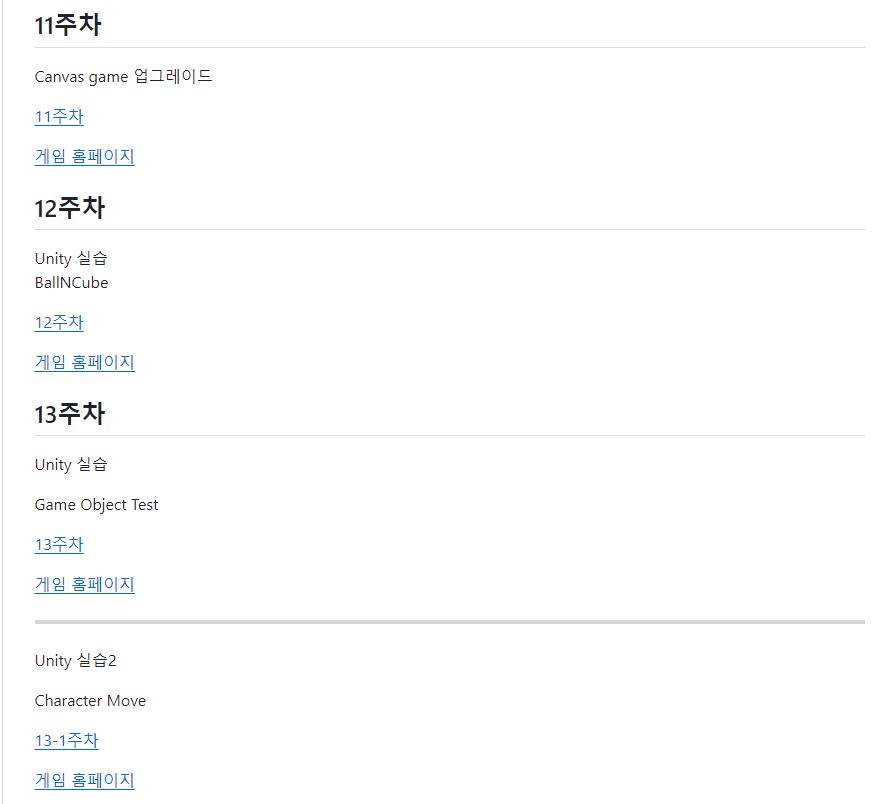 11주차
Canvas game 업그레이드
11주차
게임 홈페이지
12주차
Unity 실습
BallNCube
12주차
게임 홈페이지
13주차
Unity 실습
Game Object Test
13주차
게임 홈페이지
Unity 실습2
Character Move
13-1주차
게임 홈페이지